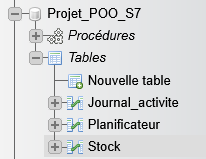 Projet_POO_S7
Procédures
Tables
Nouvelle table
Journal_activite
Planificateur
Stock